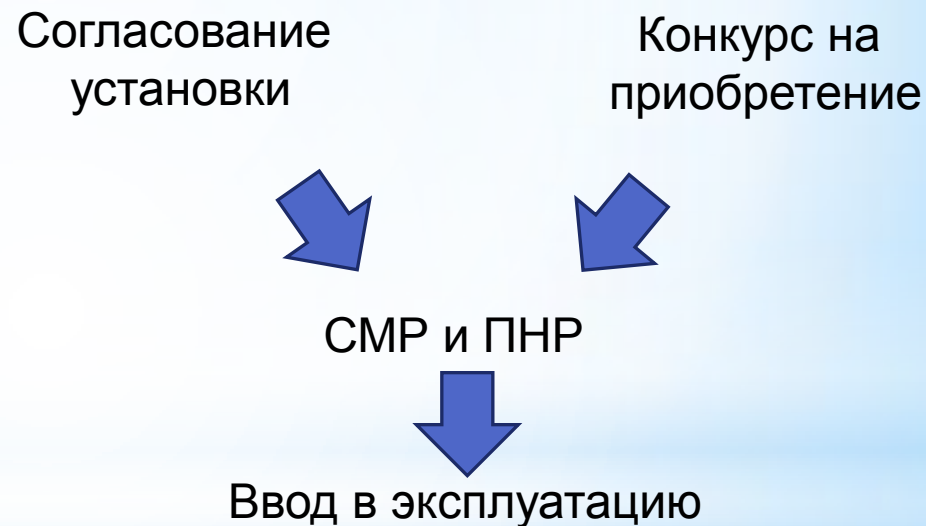 Согласование
установки
Конкурс на
приобретение
СМР и ПНР
Ввод в эксплуатацию